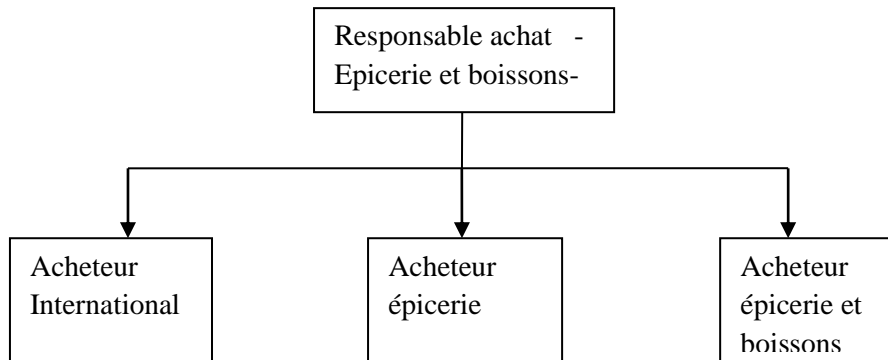 Responsable achat -
Epicerie et boissons-
Acheteur
International
Acheteur
épicerie
Acheteur
épicerie et
boissons